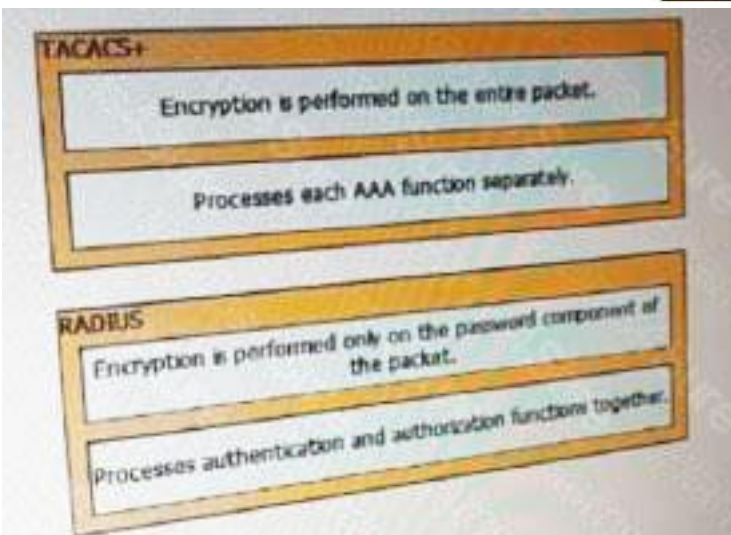 TACACS+
Encryption is performed on the entire packet.
Processes each AAA function separately.
RADIUS
Encryption is performed only on the password component of
the packet.
Processes authentication and authorization functions together.